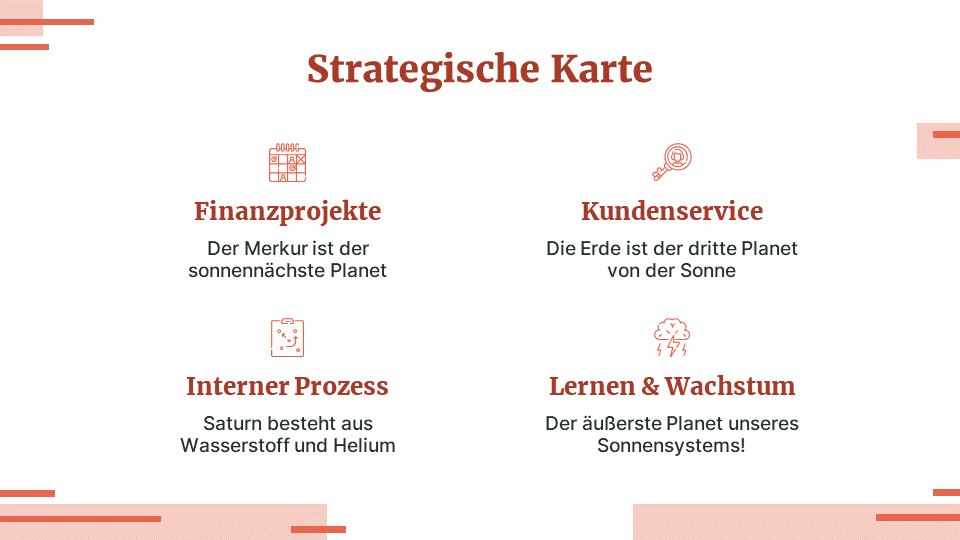 Strategische Karte
Finanzprojekte
Der Merkur ist der
sonnennächste Planet
Kundenservice
Die Erde ist der dritte Planet
von der Sonne
Interner Prozess
Saturn besteht aus
Wasserstoff und Helium
Lernen & Wachstum
Der äußerste Planet unseres
Sonnensystems!